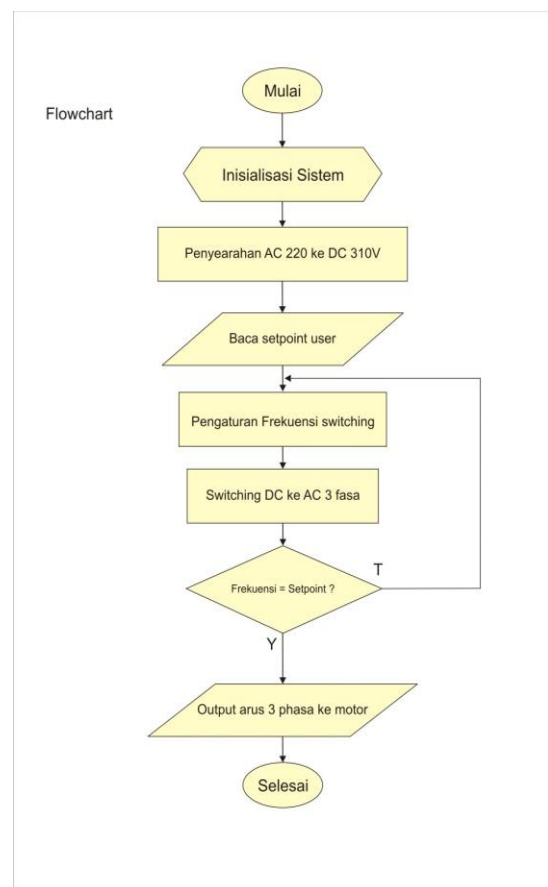 Mulai
Flowchart
Inisialisasi Sistem
Penyearahan AC 220 ke DC 310V
Baca setpoint user
Pengaturan Frekuensi switching
Switching DC ke AC 3 fasa
Frekuensi = Setpoint ?
T
Y
Output arus 3 phasa ke motor
Selesai